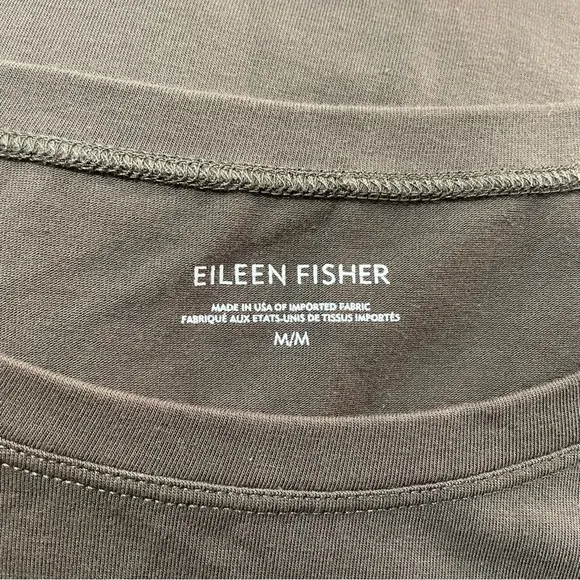 EILEEN FISHER
MADE IN USA OF IMPORTED FABRIC
FABRIQUÉ AUX ETATS-UNIS DE TISSUS IMPORTÉS
M/M